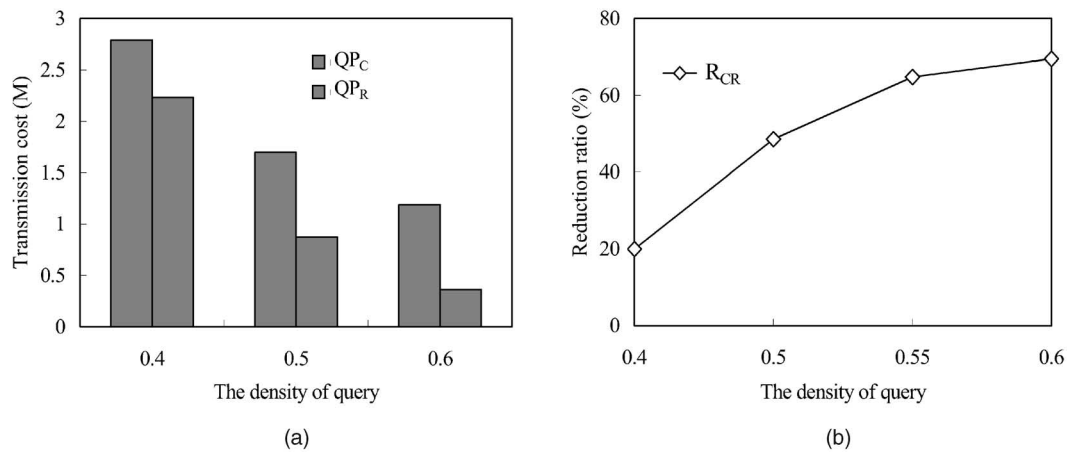 3
2.5
2
1.5
1
0.5
0
Transmission cost (M)
QPC
QPR
0.4 0.5 0.6
The density of query
(a)
80
60
40
20
0
Reduction ratio (%)
RCR
0.4 0.5 0.55 0.6
The density of query
(b)